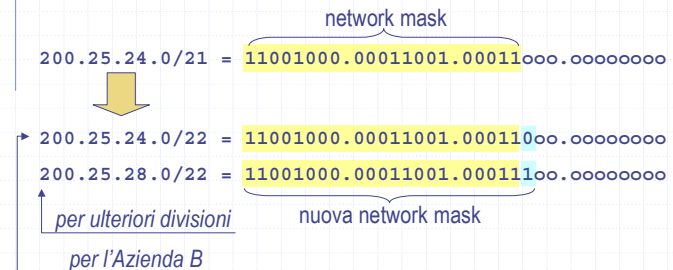 network mask
200.25.24.0/21 = 11001000.00011001.00011ooo.oooooooo
200.25.24.0/22 = 11001000.00011001.000110oo.oooooooo
200.25.28.0/22 = 11001000.00011001.000111oo.oooooooo
per ulteriori divisioni
nuova network mask
per l'Azienda B